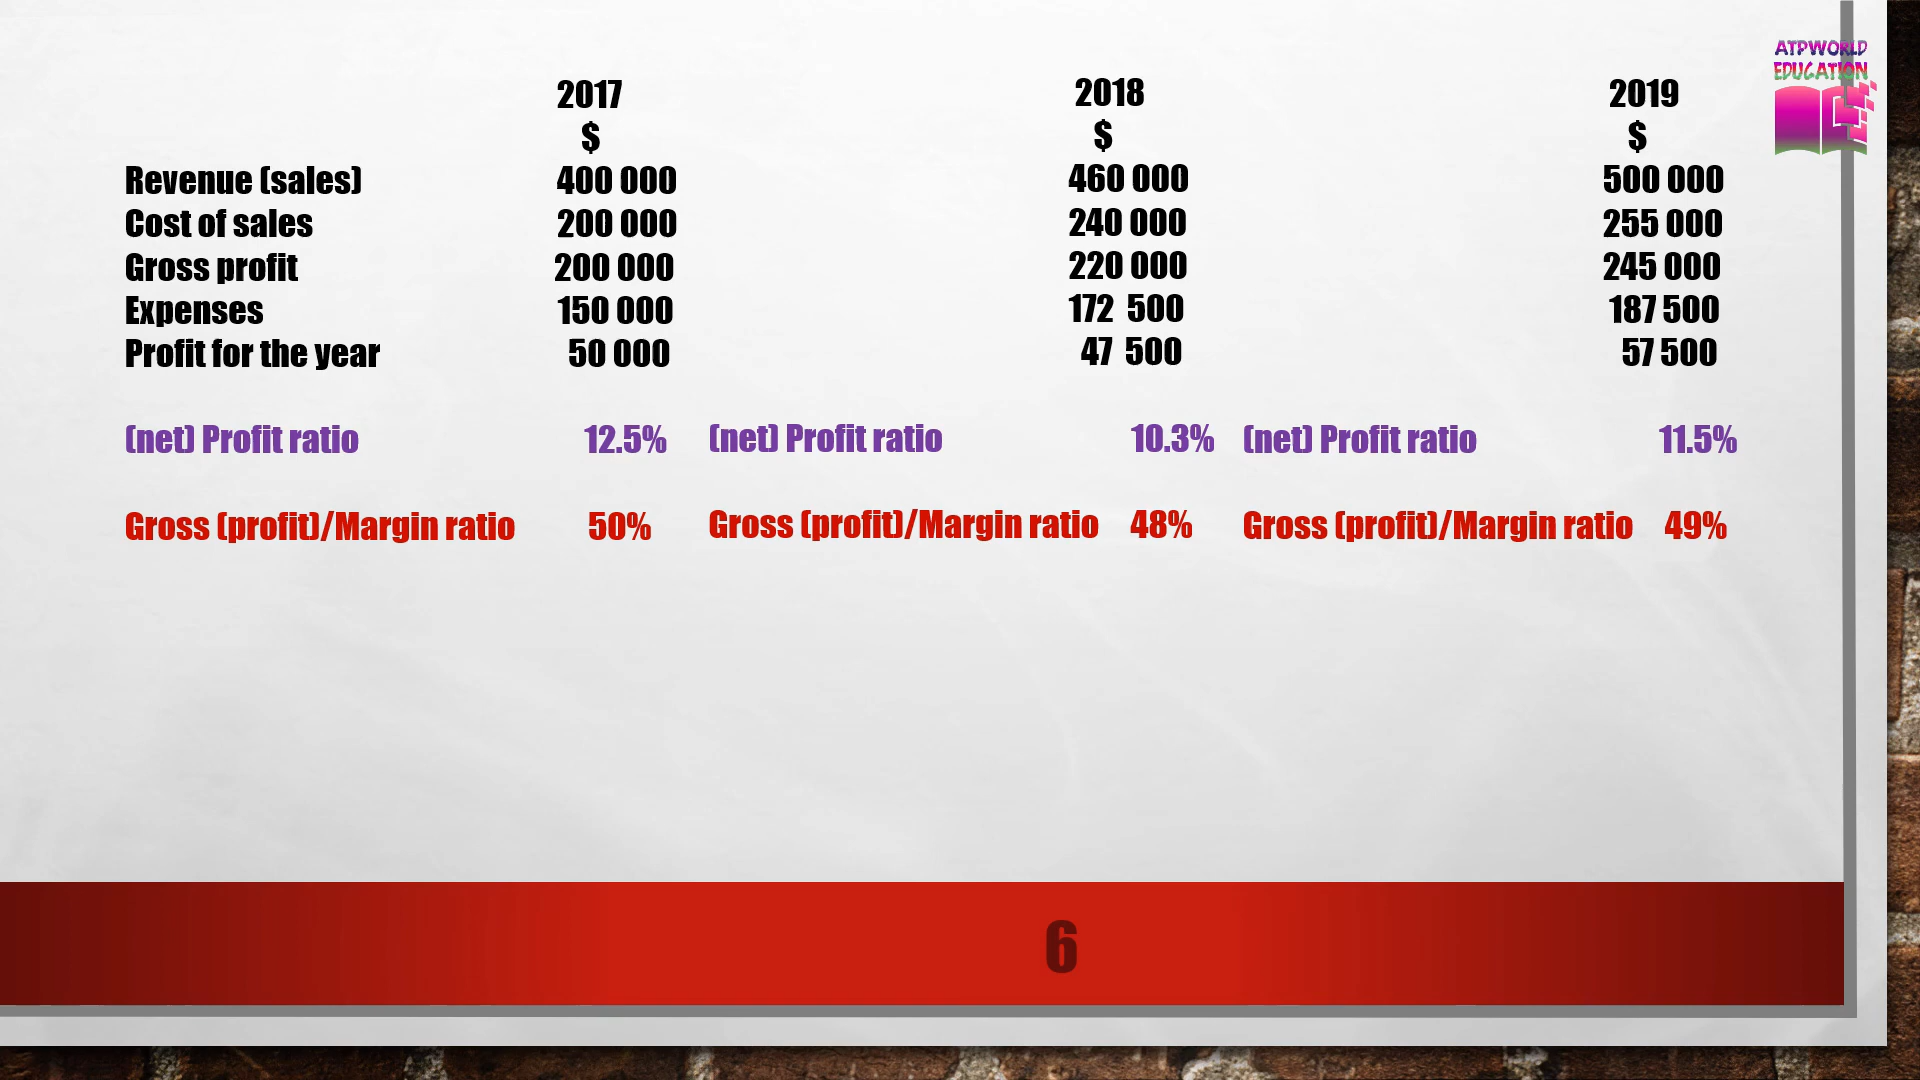 ATPWORLD
EDUCATION
2017 2018 2019
$ $ $
Revenue (sales) 400 000 460 000 500 000
Cost of sales 200 000 240 000 255 000
Gross profit 200 000 220 000 245 000
Expenses 150 000 172 500 187 500
Profit for the year 50 000 47 500 57 500
(net) Profit ratio 12.5% (net) Profit ratio 10.3% (net) Profit ratio 11.5%
Gross (profit)/Margin ratio 50% Gross (profit)/Margin ratio 48% Gross (profit)/Margin ratio 49%
6